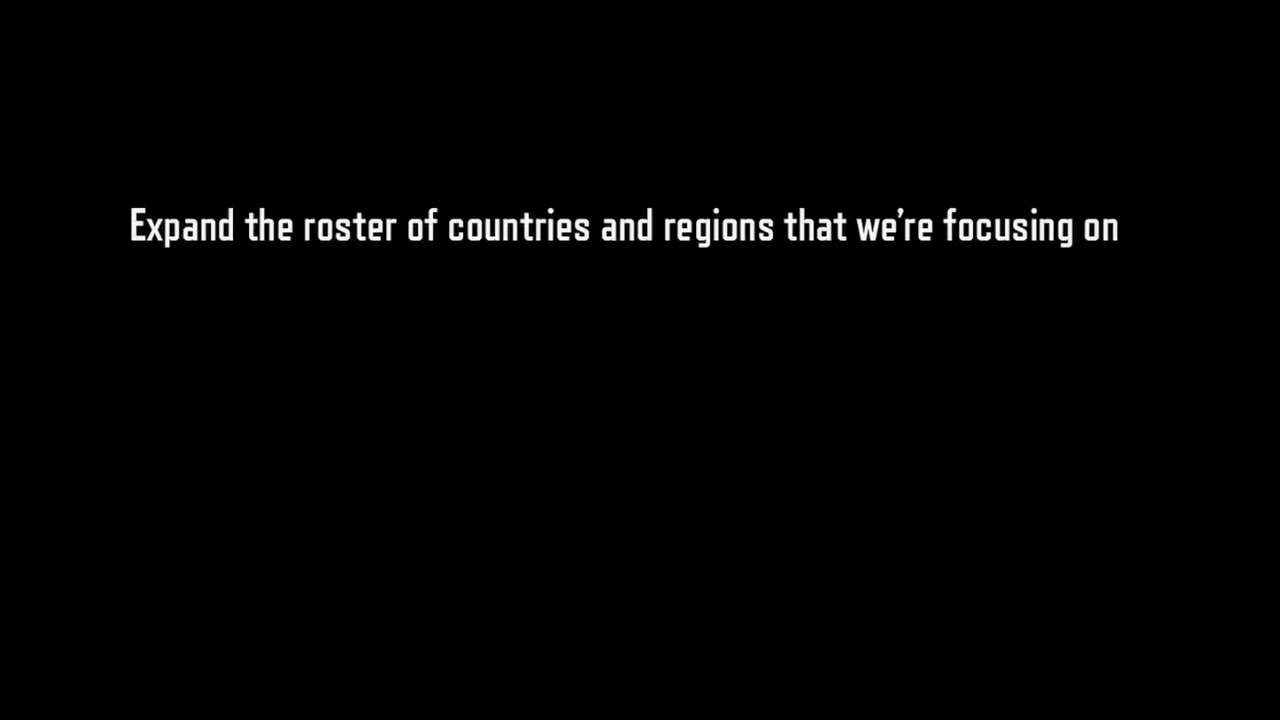 Expand the roster of countries and regions that we’re focusing on